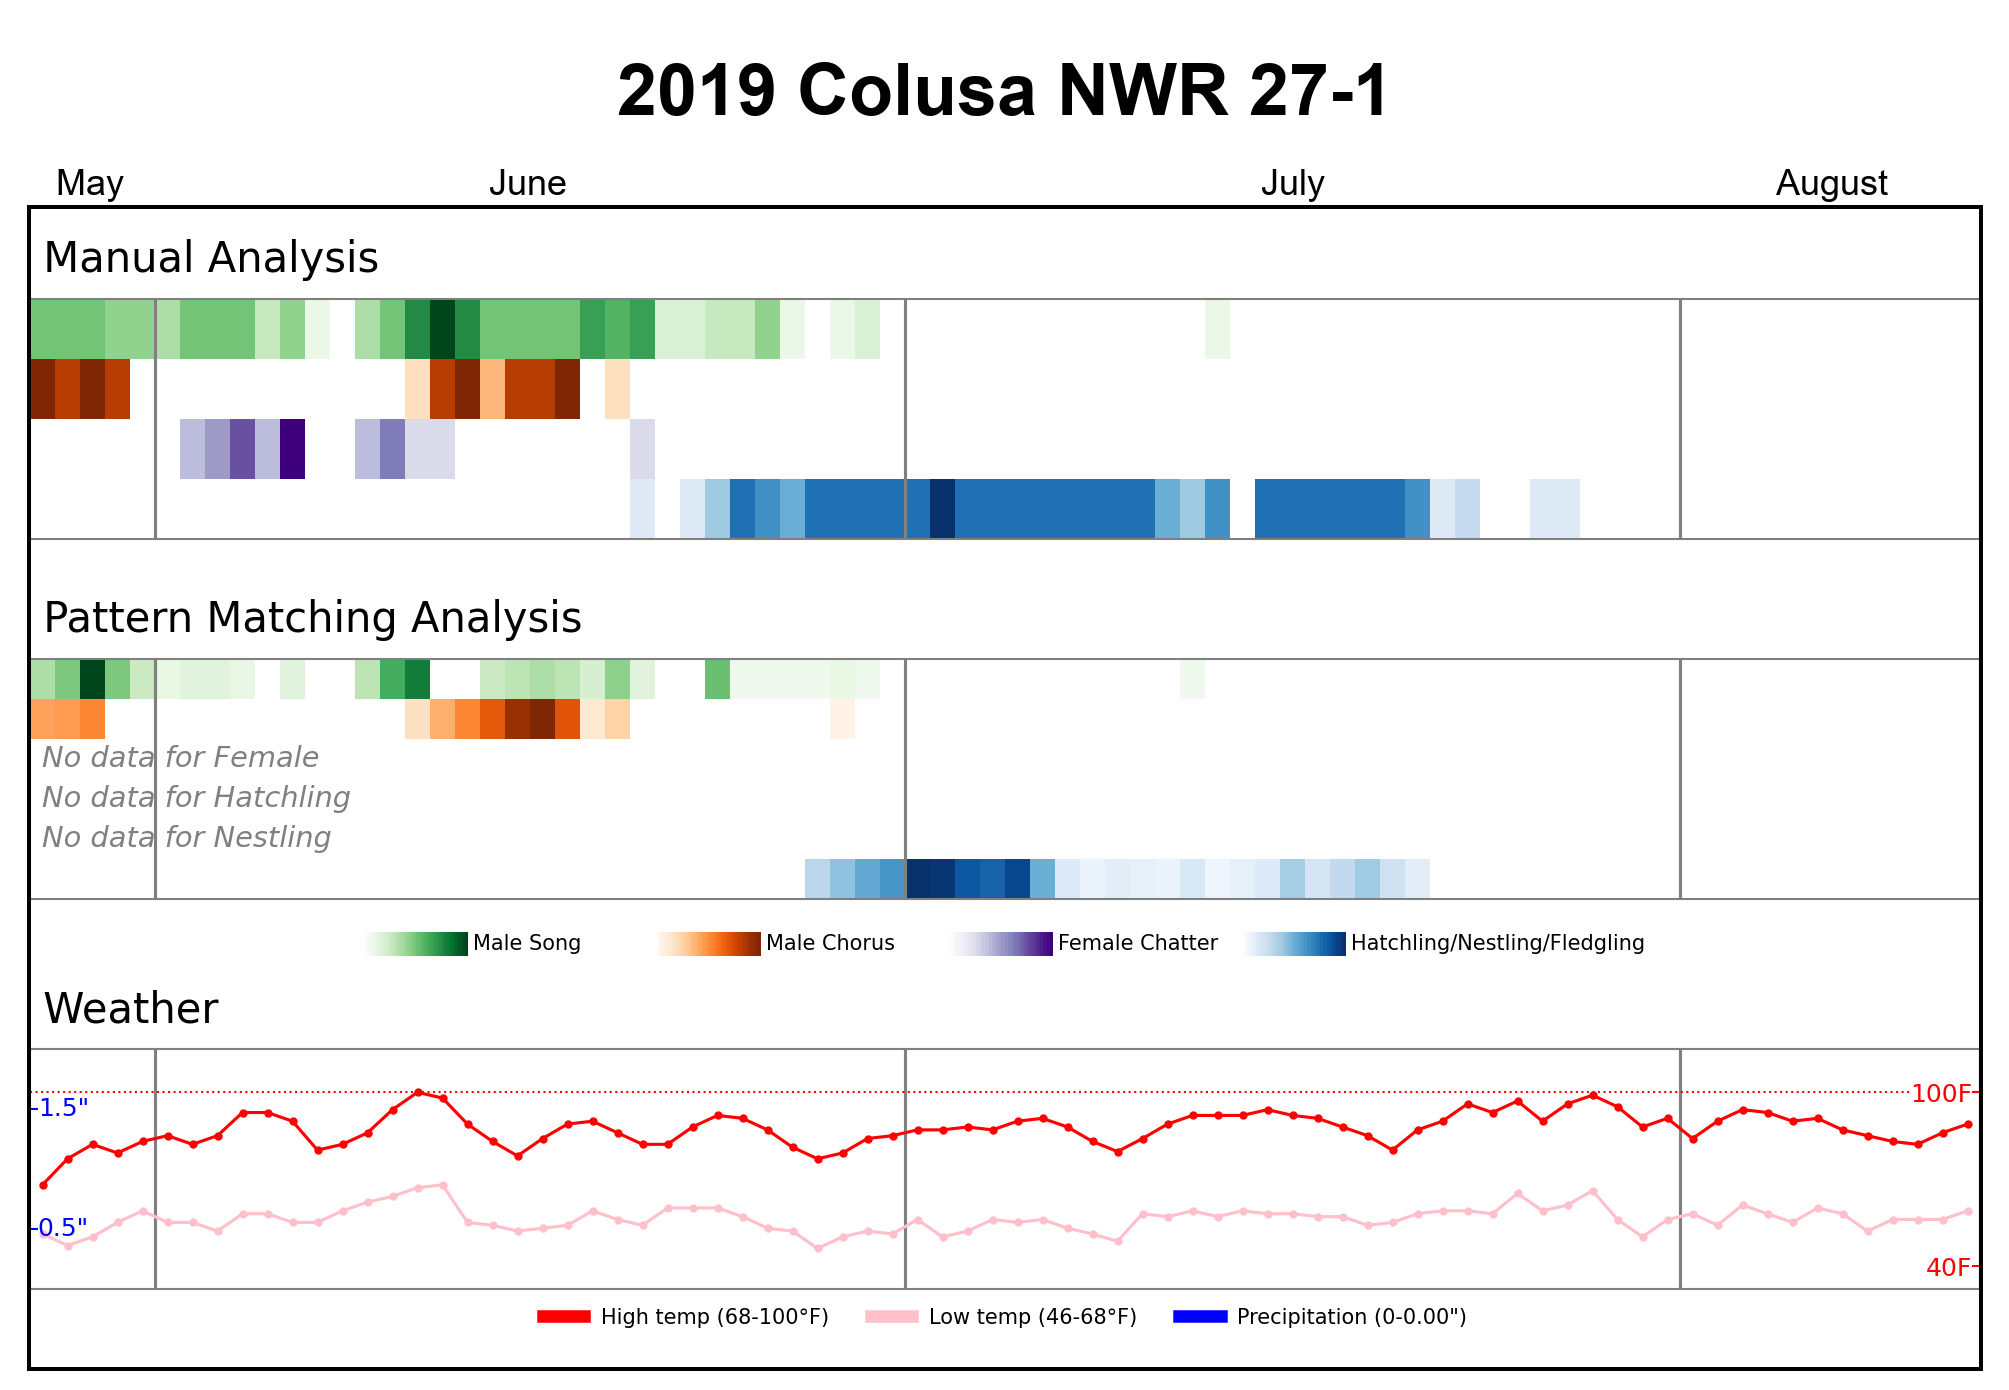 2019 Colusa NWR 27-1
May June July August
Manual Analysis
Pattern Matching Analysis
No data for Female
No data for Hatchling
No data for Nestling
Male Song Male Chorus Female Chatter Hatchling/Nestling/Fledgling
Weather
100F
1.5"
0.5"
40F
High temp (68-100°F) Low temp (46-68°F) Precipitation (0-0.00")